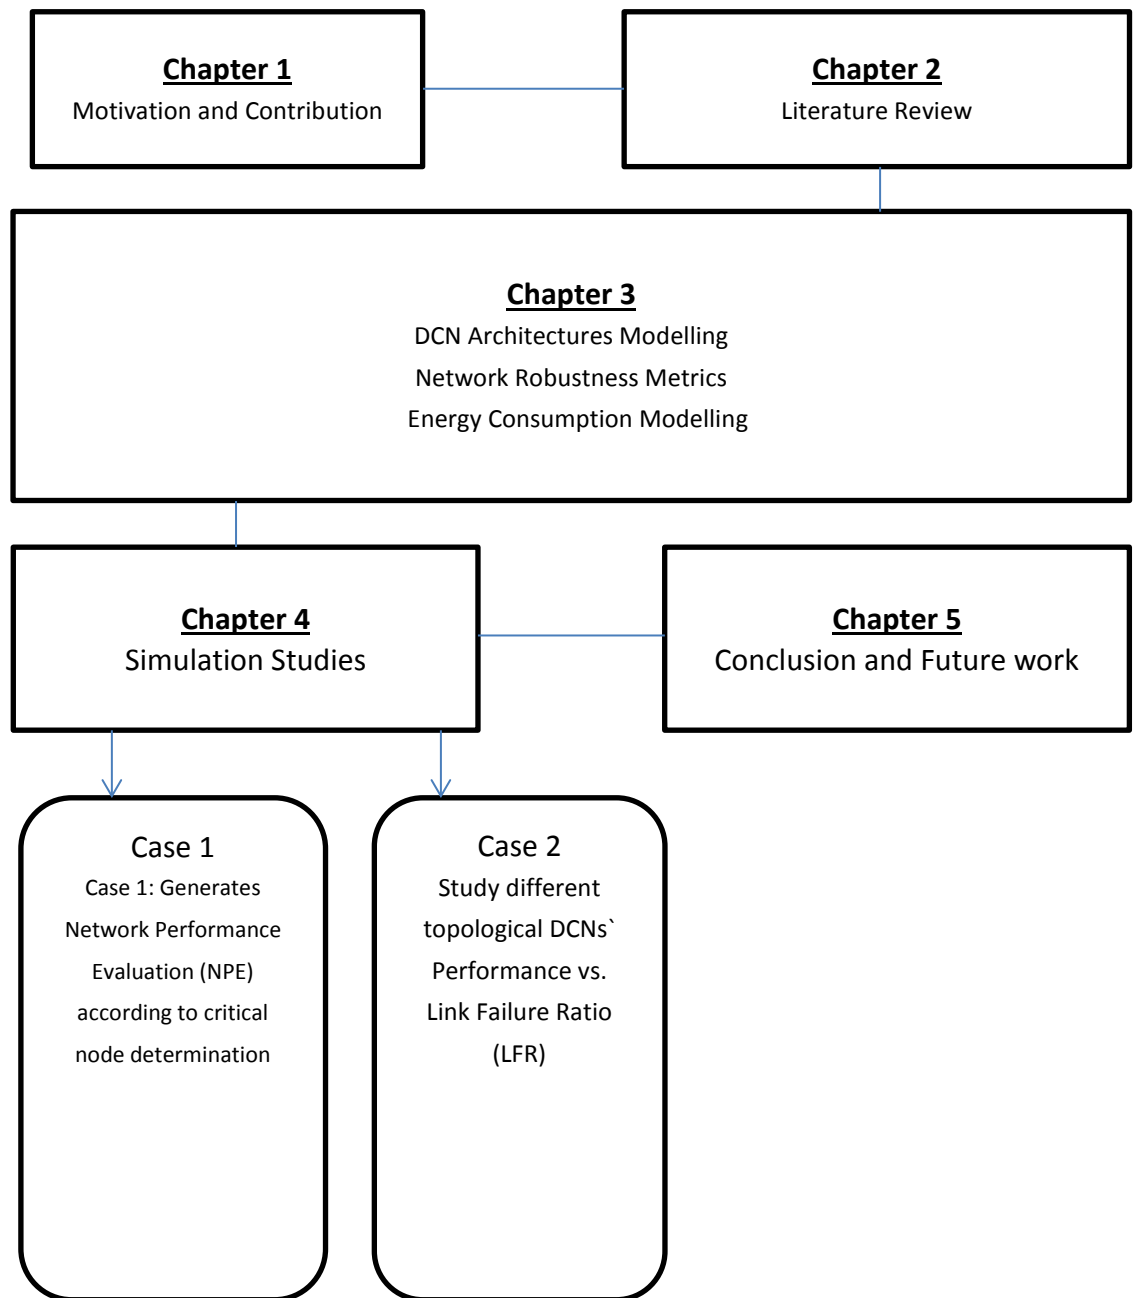 Chapter 1
Motivation and Contribution
Chapter 2
Literature Review
Chapter 3
DCN Architectures Modelling
Network Robustness Metrics
Energy Consumption Modelling
Chapter 4
Simulation Studies
Chapter 5
Conclusion and Future work
Case 1
Case 1: Generates
Network Performance
Evaluation (NPE)
according to critical
node determination
Case 2
Study different
topological DCNs`
Performance vs.
Link Failure Ratio
(LFR)